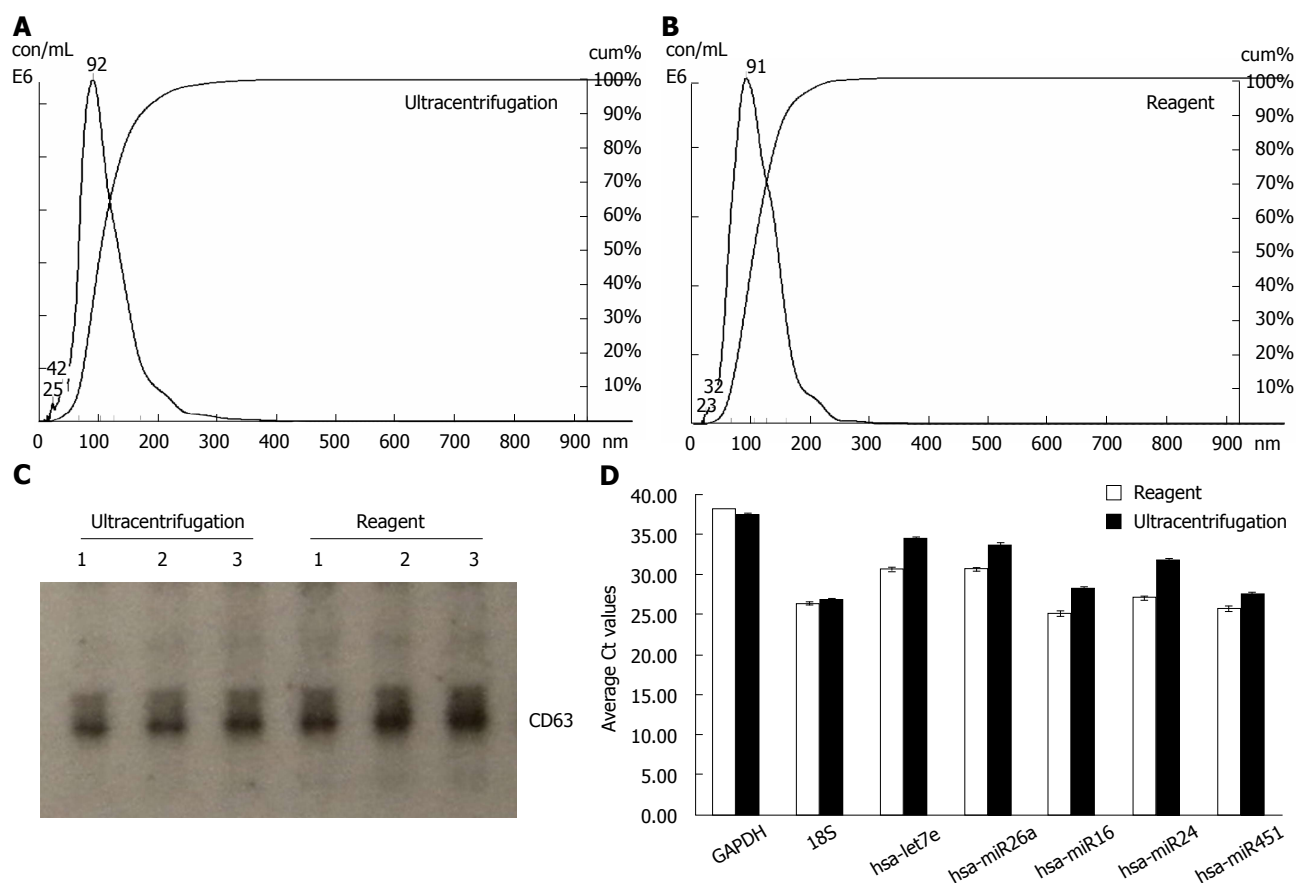 A
con/mL
E6
92
cum%
100%
Ultracentrifugation
90%
80%
70%
60%
50%
40%
30%
20%
10%
42
25
0 100 200 300 400 500 600 700 800 900 nm
B
con/mL
E6
91
cum%
100%
Reagent
90%
80%
70%
60%
50%
40%
30%
20%
10%
32
23
0 100 200 300 400 500 600 700 800 900 nm
C
Ultracentrifugation Reagent
1 2 3 1 2 3
CD63
D
Reagent
Ultracentrifugation
Average Ct values
40.00
35.00
30.00
25.00
20.00
15.00
10.00
5.00
0.00
GAPDH
18S
hsa-let7e
hsa-miR26a
hsa-miR16
hsa-miR24
hsa-miR451